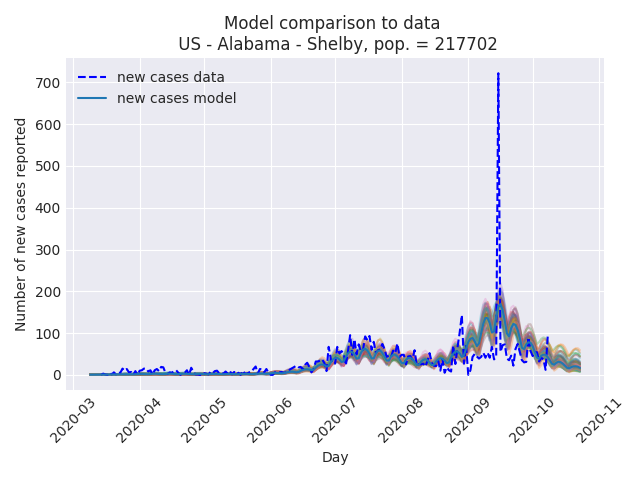 Model comparison to data
US - Alabama - Shelby, pop. = 217702
new cases data
new cases model
Number of new cases reported
700
600
500
400
300
200
100
0
2020-03
2020-04
2020-05
2020-06
2020-07
2020-08
2020-09
2020-10
2020-11
Day